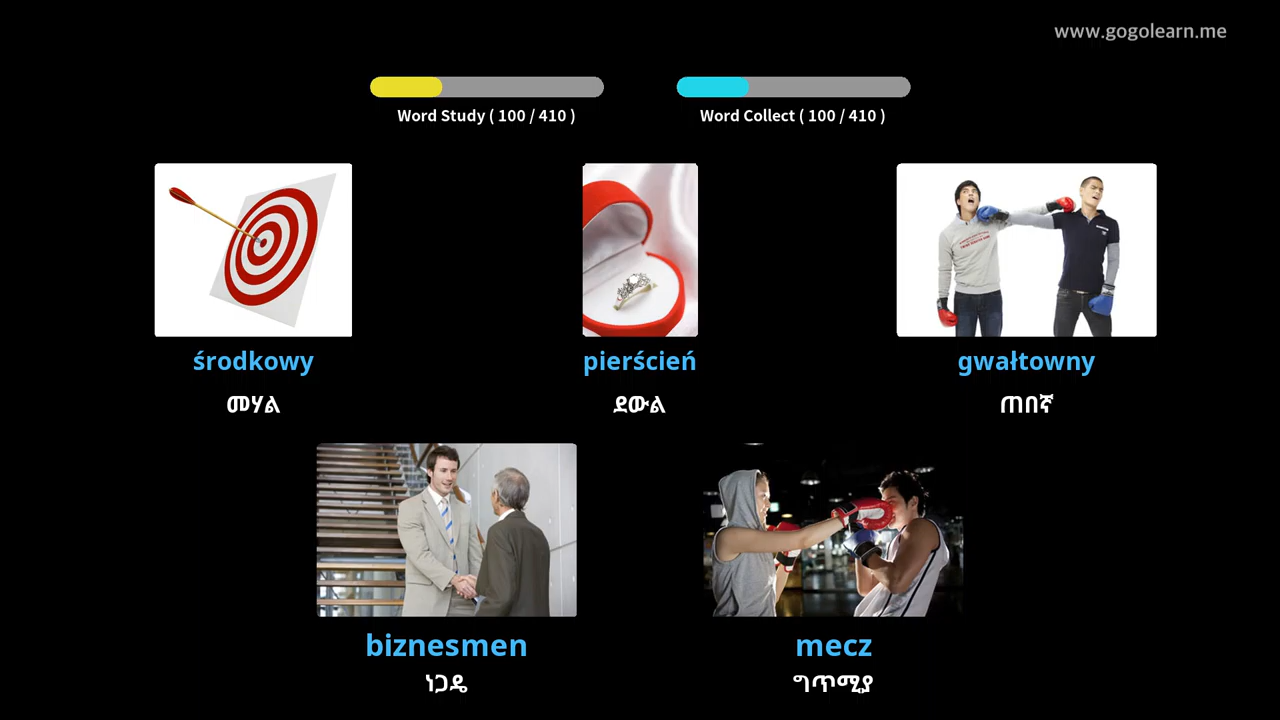 www.gogolearn.me
Word Study ( 100 / 410 )
Word Collect ( 100 / 410 )
środkowy
pierścień
gwałtowny
መሃል
ደውል
ጠበኛ
biznesmen
mecz
ነጋዴ
ግጥሚያ